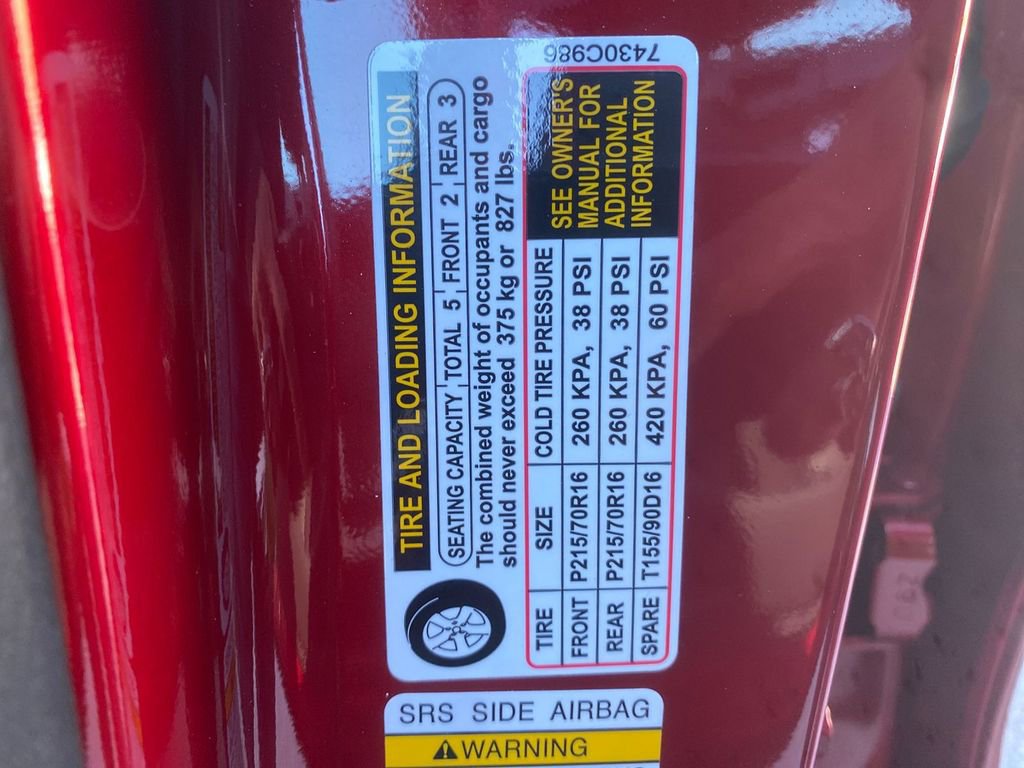 TIRE AND LOADING INFORMATION
SEATING CAPACITY TOTAL 5 FRONT 2 REAR 3
The combined weight of occupants and cargo
should never exceed 375 kg or 827 lbs.
TIRE SIZE COLD TIRE PRESSURE
FRONT P215/70R16 260 KPA, 38 PSI
REAR P215/70R16 260 KPA, 38 PSI
SPARE T155/90D16 420 KPA, 60 PSI
SEE OWNER'S
MANUAL FOR
ADDITIONAL
INFORMATION
7430C986
SRS SIDE AIRBAG
WARNING